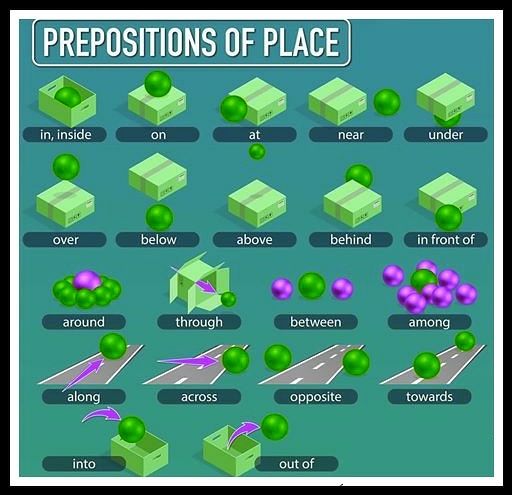 PREPOSITIONS OF PLACE
in, inside
on
at
near
under
over
below
above
behind
in front of
around
through
between
among
along
across
opposite
towards
into
out of